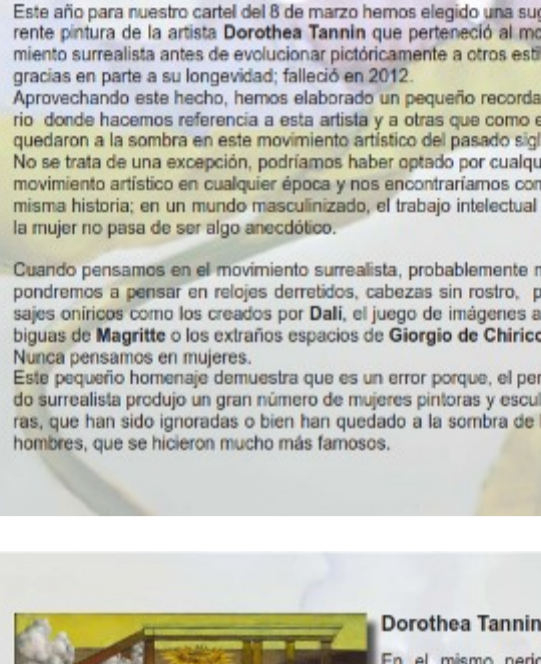 Este año para nuestro cartel del 8 de marzo hemos elegido una sug
rente pintura de la artista Dorothea Tannin que perteneció al mo
miento surrealista antes de evolucionar pictóricamente a otros esti
gracias en parte a su longevidad; falleció en 2012.
Aprovechando este hecho, hemos elaborado un pequeño recorda
rio donde hacemos referencia a esta artista y a otras que como e
quedaron a la sombra en este movimiento artístico del pasado sigl
No se trata de una excepción, podríamos haber optado por cualqu
movimiento artístico en cualquier época y nos encontraríamos con
misma historia; en un mundo masculinizado, el trabajo intelectual
la mujer no pasa de ser algo anecdótico.
Cuando pensamos en el movimiento surrealista, probablemente n
pondremos a pensar en relojes derretidos, cabezas sin rostro, p
sajes oníricos como los creados por Dalí, el juego de imágenes a
biguas de Magritte o los extraños espacios de Giorgio de Chirico
Nunca pensamos en mujeres.
Este pequeño homenaje demuestra que es un error porque, el per
do surrealista produjo un gran número de mujeres pintoras y escul
ras, que han sido ignoradas o bien han quedado a la sombra de
hombres, que se hicieron mucho más famosos.
Dorothea Tannin
En el mismo perio